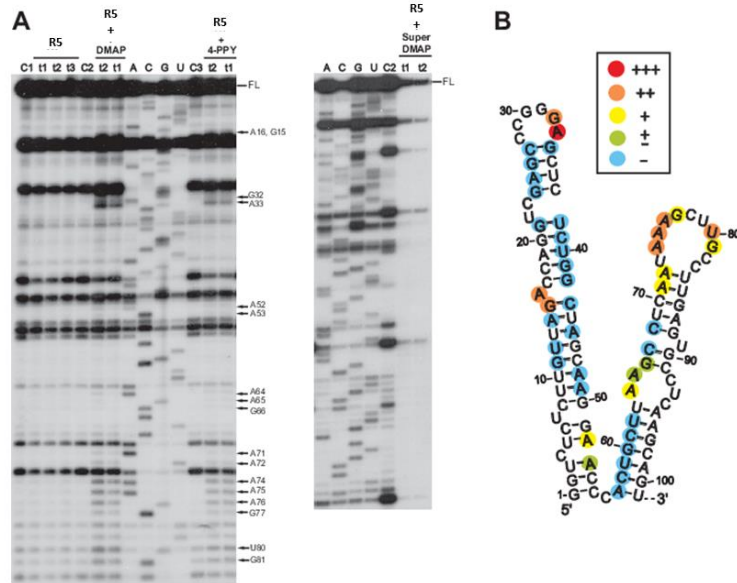 A
B
R5
R5
+
DMAP
R5
+
4-PPY
R5
+
Super
DMAP
C1 t1 t2 t3 C2 t2 t1 A C G U C3 t2 t1
A C G U C2 t1 t2
FL
FL
A16, G15
G32
A33
A52
A53
A64
A65
G66
A71
A72
A74
A75
A76
G77
U80
G81
+++
++
+
±
-
1
10
20
30
40
50
60
70
80
90
100
5'
3'